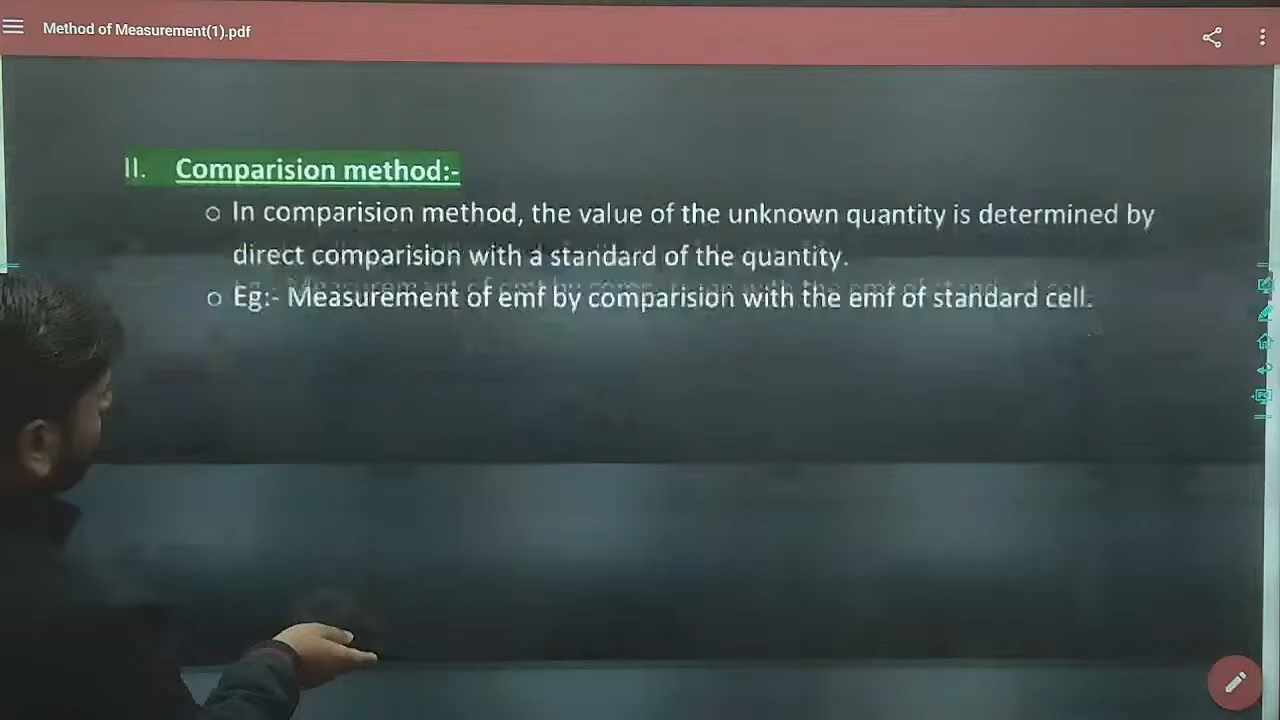 Method of Measurement(1).pdf
II. Comparision method:-
o In comparision method, the value of the unknown quantity is determined by
direct comparision with a standard of the quantity.
o Eg:- Measurement of emf by comparision with the emf of standard cell.